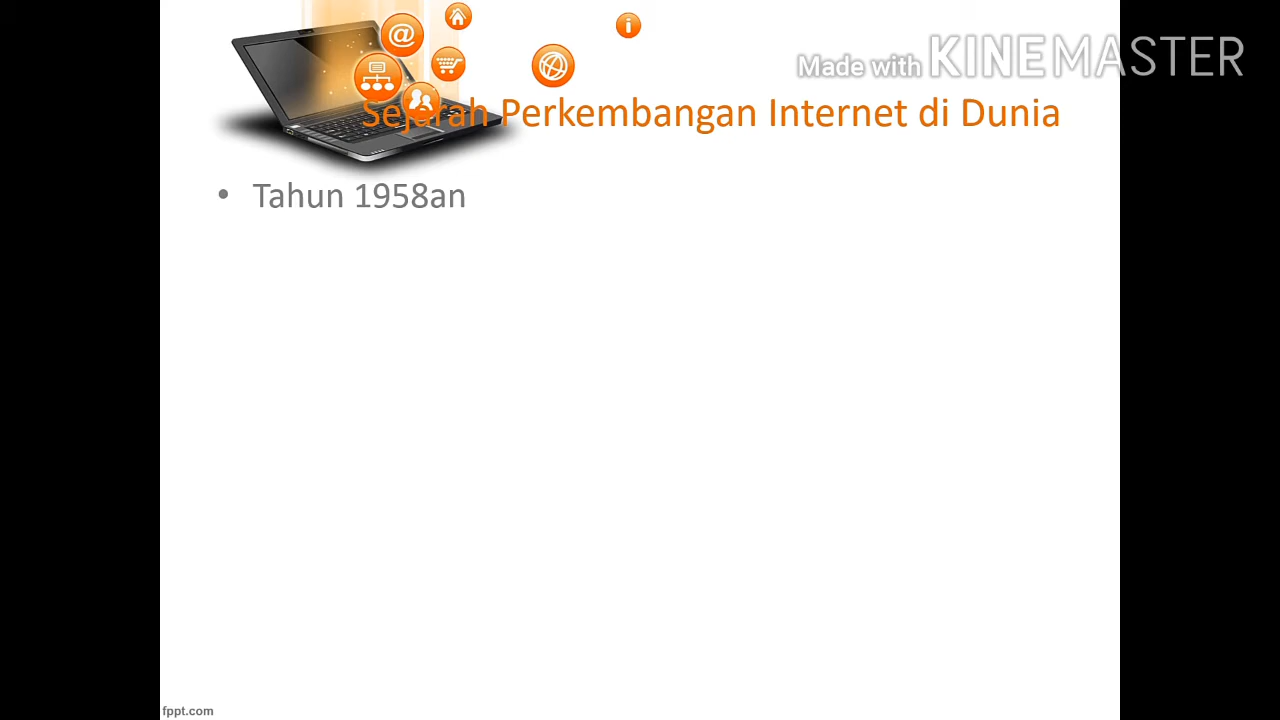 Made with KINEMASTER
Sejarah Perkembangan Internet di Dunia
• Tahun 1958an
fppt.com